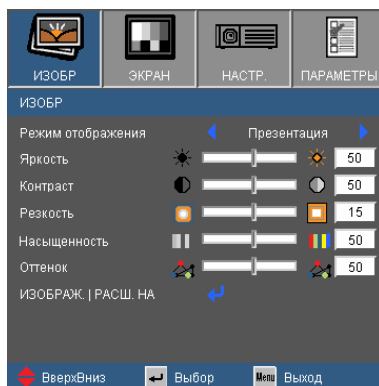 ИЗОБР ЭКРАН НАСТР. ПАРАМЕТРЫ
ИЗОБР
Режим отображения Презентация
Яркость 50
Контраст 50
Резкость 15
Насыщенность 50
Оттенок 50
ИЗОБРАЖ. | РАСШ. НА
ВверхВниз Выбор Menu Выход